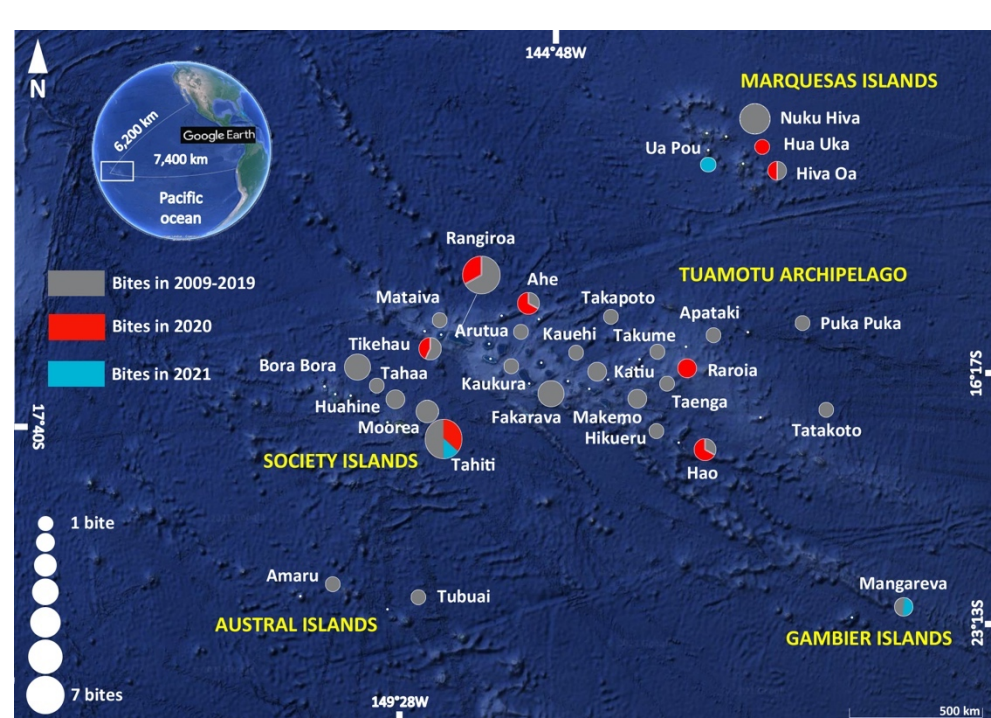 144°48W
N
MARQUESAS ISLANDS
Nuku Hiva
Hua Uka
Ua Pou
Hiva Oa
6,200 km
Google Earth
7,400 km
Pacific
ocean
Rangiroa
TUAMOTU ARCHIPELAGO
Bites in 2009-2019
Bites in 2020
Bites in 2021
Ahe
Mataiva
Takapoto
Apataki
Puka Puka
Arutua
Kauehi
Takume
Tikehau
Bora Bora
Tahaa
Kaukura
Katiu
Raroia
16°17S
Huahine
Fakarava
Makemo
Taenga
Moorea
Hikueru
Tatakoto
17°40S
SOCIETY ISLANDS
Tahiti
Hao
1 bite
Amaru
Tubuai
Mangareva
AUSTRAL ISLANDS
GAMBIER ISLANDS
23°13S
7 bites
149°28W
500 km